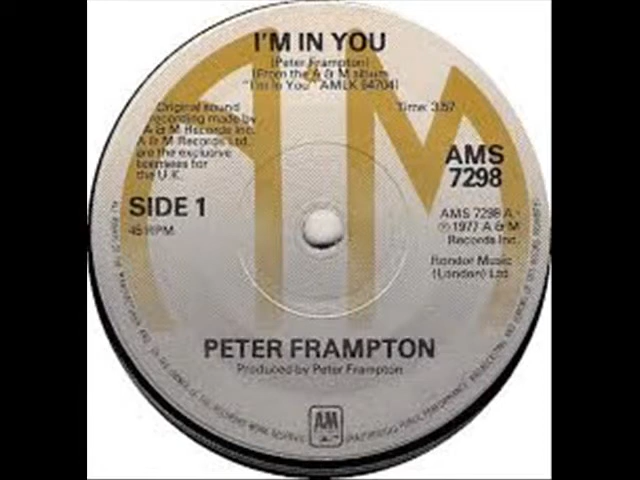 I'M IN YOU
(Peter Frampton)
(From the A & M album
"I'm In You" AMLK 64704)
Original sound
recording made by
A & M Records Inc.
A & M Records Ltd.
are the exclusive
licensees for
the U.K.
Time: 3.57
AMS
7298
SIDE 1
45 RPM
AMS 7298 A
℗ 1977 A & M
Records Inc.
Rondor Music
(London) Ltd.
PETER FRAMPTON
Produced by Peter Frampton
AM